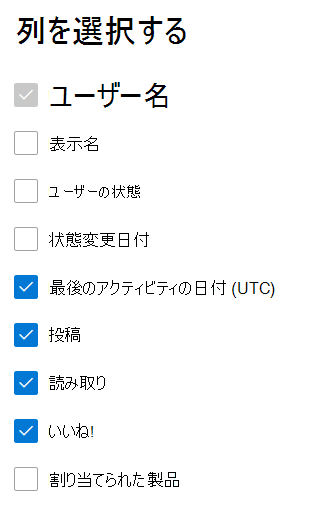 列を選択する
ユーザー名
表示名
ユーザーの状態
状態変更日付
最後のアクティビティの日付 (UTC)
投稿
読み取り
いいね!
割り当てられた製品